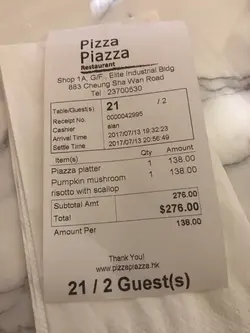 Pizza
Piazza
Restaurant
Shop 1A, G/F., Elite Industrial Bldg
883 Cheung Sha Wan Road
Tel : 23700530
Table/Guest(s) 21 / 2
Receipt No. 0000042995
Cashier alan
Arrival Time 2017/07/13 19:32:23
Settle Time 2017/07/13 20:56:49
Item(s) Qty Amount
Piazza platter 1 138.00
Pumpkin mushroom 1 138.00
risotto with scallop
276.00
Subtotal Amt
Total $276.00
Amount Per 138.00
Thank You!
www.pizzapiazza.hk
21 / 2 Guest(s)